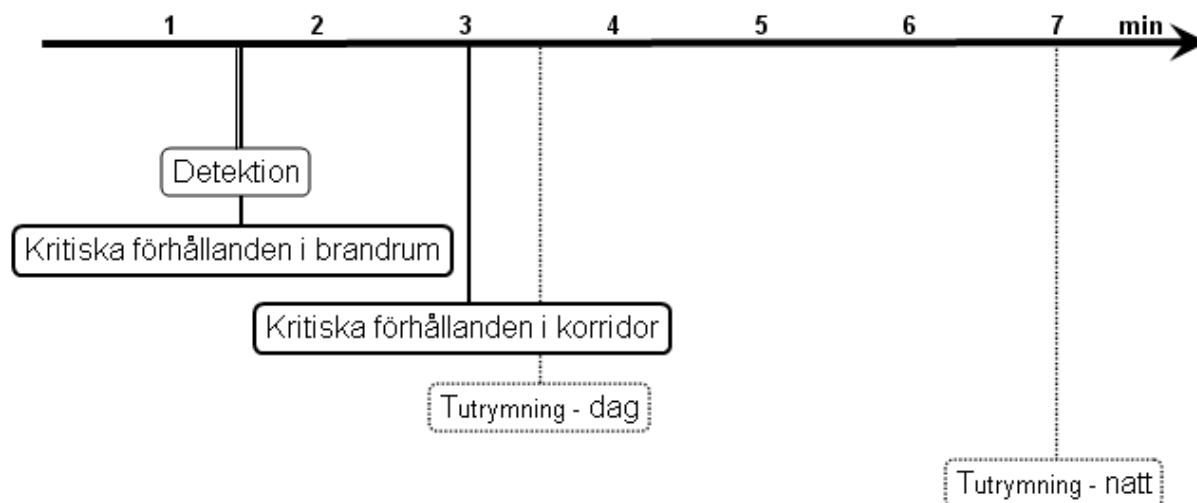 1 2 3 4 5 6 7 min
Detektion
Kritiska förhållanden i brandrum
Kritiska förhållanden i korridor
Tutrymning - dag
Tutrymning - natt